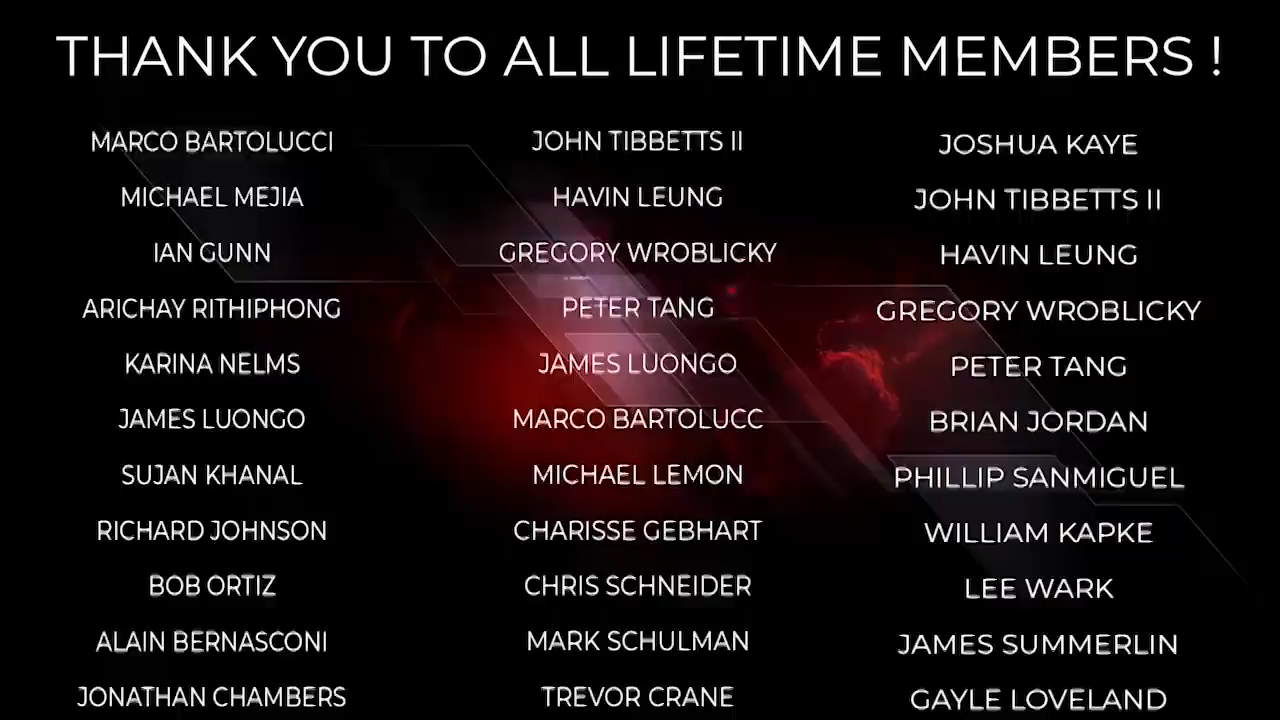 THANK YOU TO ALL LIFETIME MEMBERS !
MARCO BARTOLUCCI
MICHAEL MEJIA
IAN GUNN
ARICHAY RITHIPHONG
KARINA NELMS
JAMES LUONGO
SUJAN KHANAL
RICHARD JOHNSON
BOB ORTIZ
ALAIN BERNASCONI
JONATHAN CHAMBERS
JOHN TIBBETTS II
HAVIN LEUNG
GREGORY WROBLICKY
PETER TANG
JAMES LUONGO
MARCO BARTOLUCC
MICHAEL LEMON
CHARISSE GEBHART
CHRIS SCHNEIDER
MARK SCHULMAN
TREVOR CRANE
JOSHUA KAYE
JOHN TIBBETTS II
HAVIN LEUNG
GREGORY WROBLICKY
PETER TANG
BRIAN JORDAN
PHILLIP SANMIGUEL
WILLIAM KAPKE
LEE WARK
JAMES SUMMERLIN
GAYLE LOVELAND